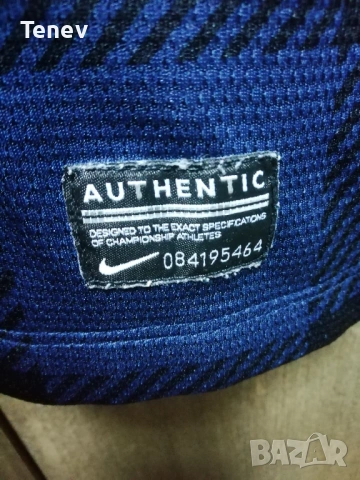 Tenev
AUTHENTIC
DESIGNED TO THE EXACT SPECIFICATIONS
OF CHAMPIONSHIP ATHLETES
084195464
BAZAR